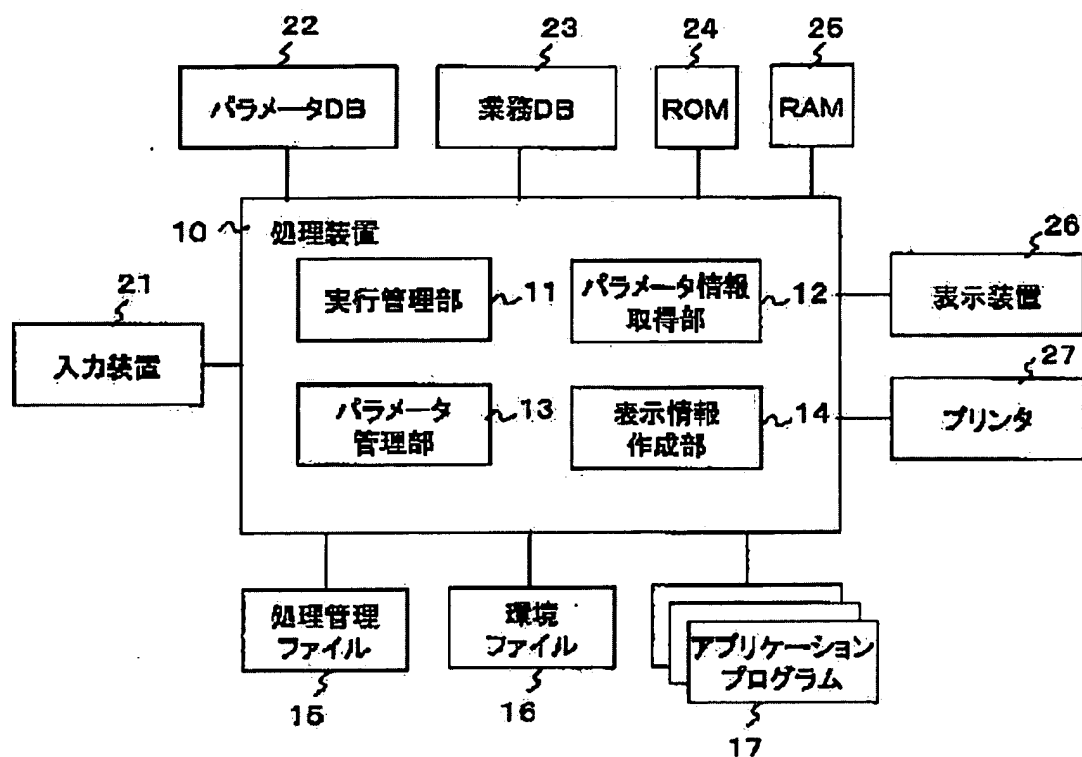 22
23
24
25
パラメータDB
業務DB
ROM
RAM
10
処理装置
26
21
実行管理部
11
パラメータ情報
取得部
12
表示装置
入力装置
27
パラメータ
管理部
13
表示情報
作成部
14
プリンタ
処理管理
ファイル
環境
ファイル
アプリケーション
プログラム
15
16
17